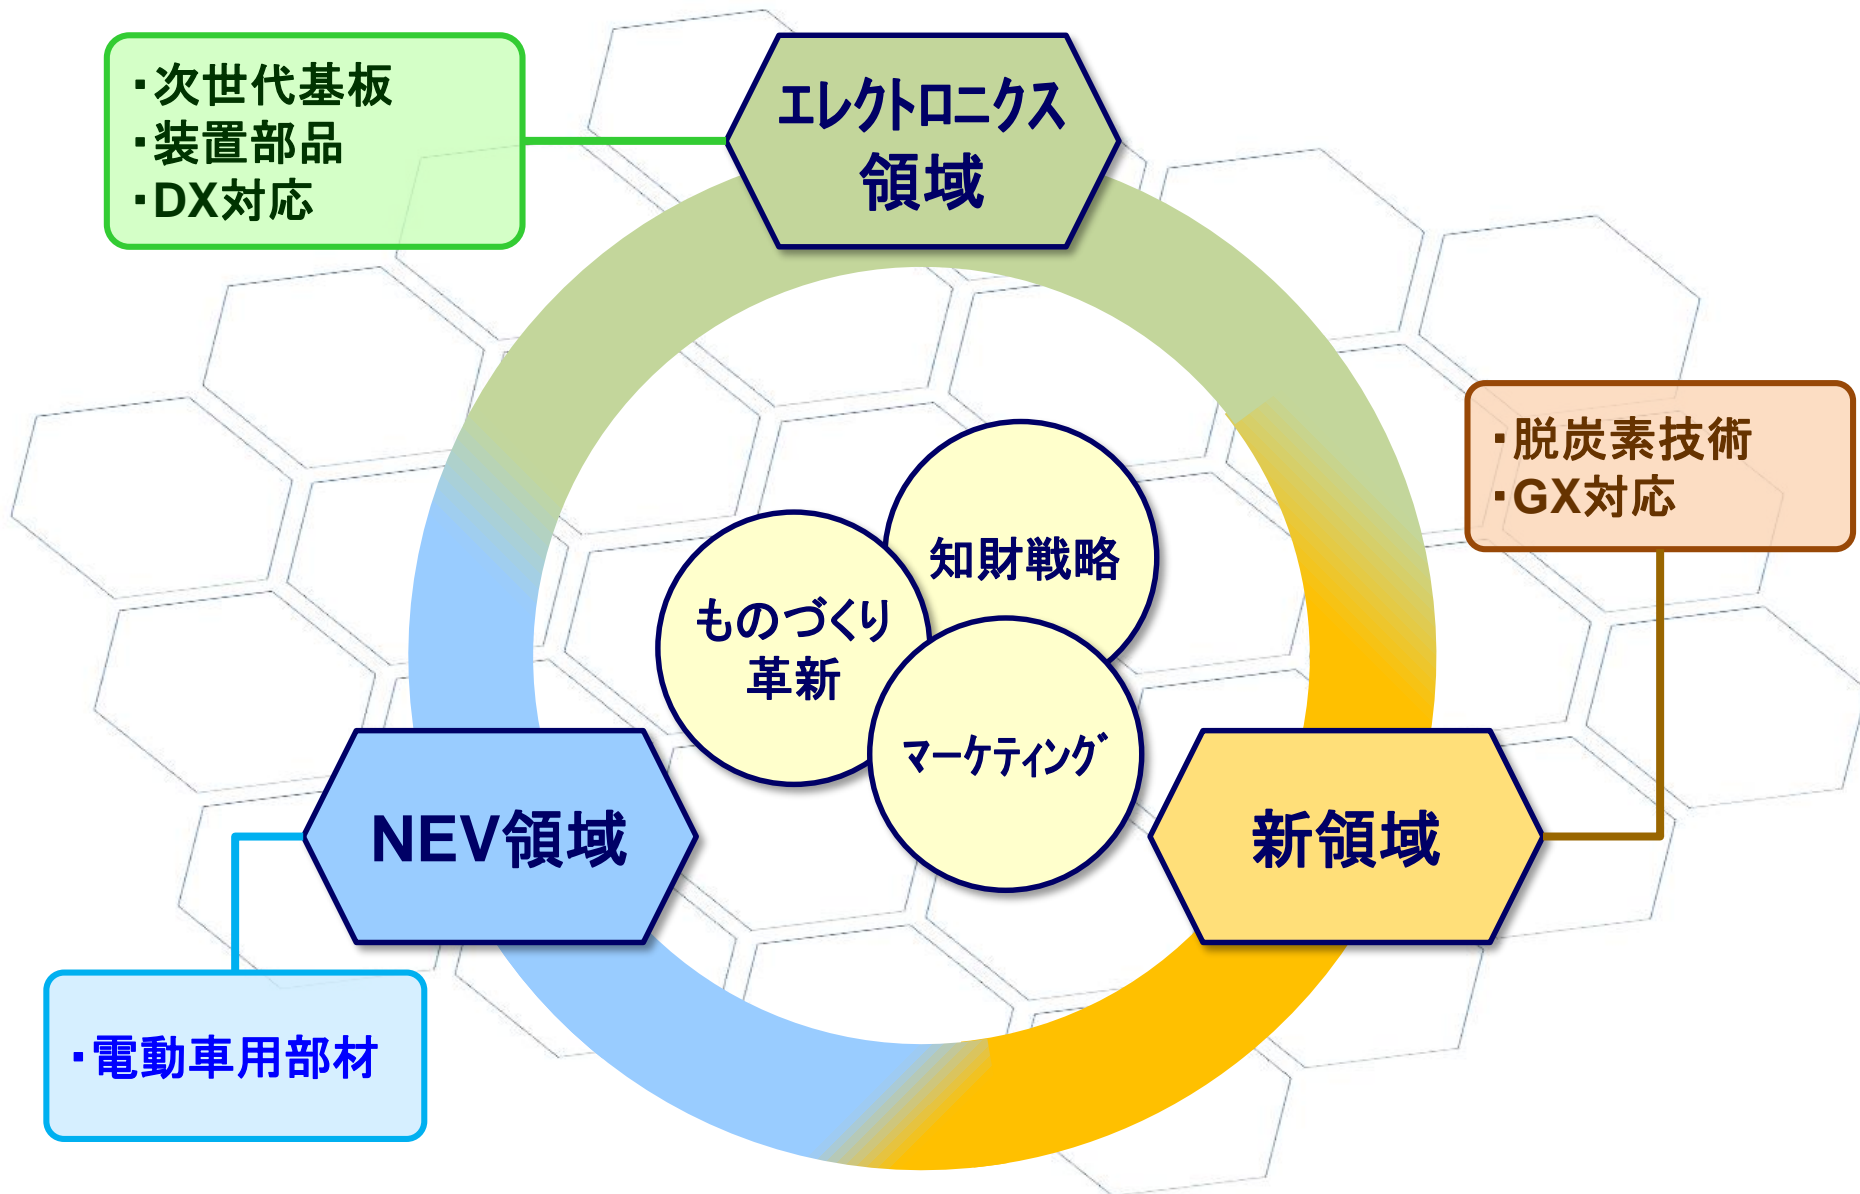 ・次世代基板
・装置部品
・DX対応
エレクトロニクス
領域
・脱炭素技術
・GX対応
知財戦略
ものづくり
革新
マーケティング
NEV領域
新領域
・電動車用部材